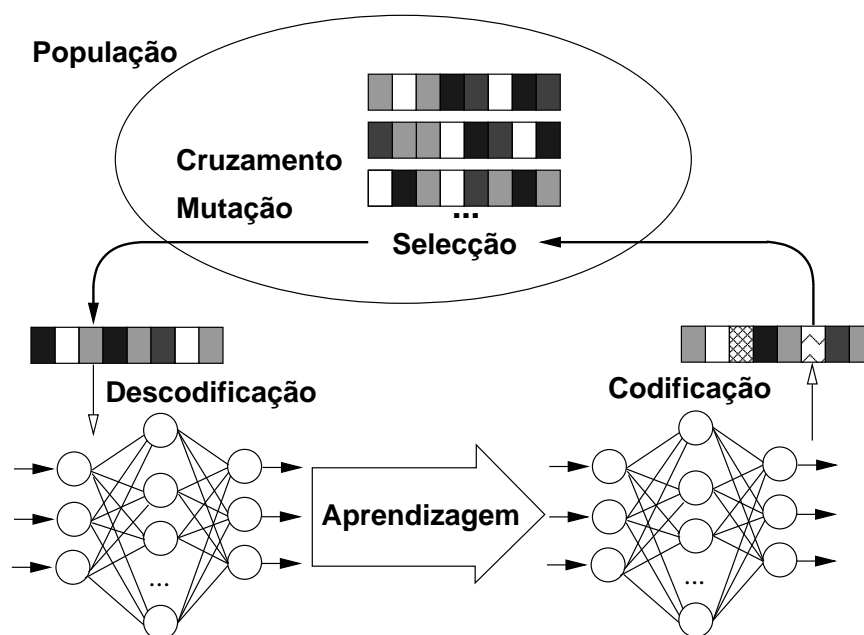 População
Cruzamento
Mutação
...
Selecção
Descodificação
Codificação
Aprendizagem
...
...